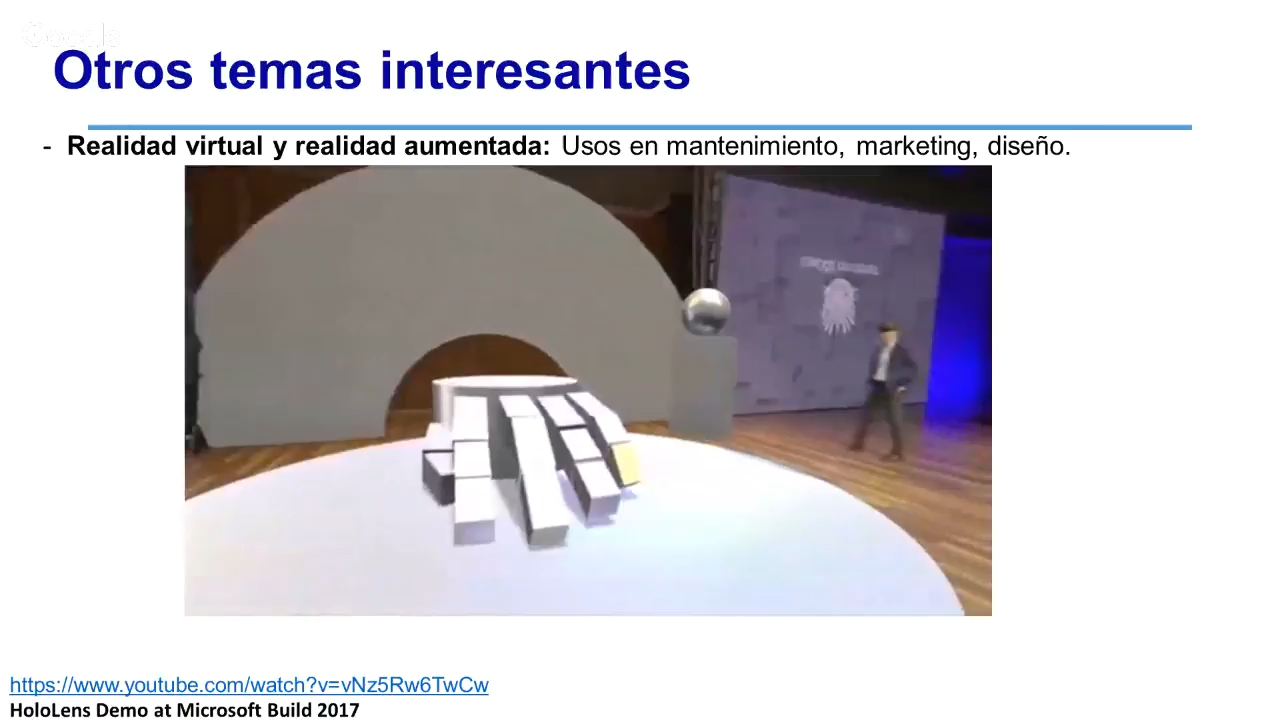 Otros temas interesantes
- Realidad virtual y realidad aumentada: Usos en mantenimiento, marketing, diseño.
https://www.youtube.com/watch?v=vNz5Rw6TwCw
HoloLens Demo at Microsoft Build 2017